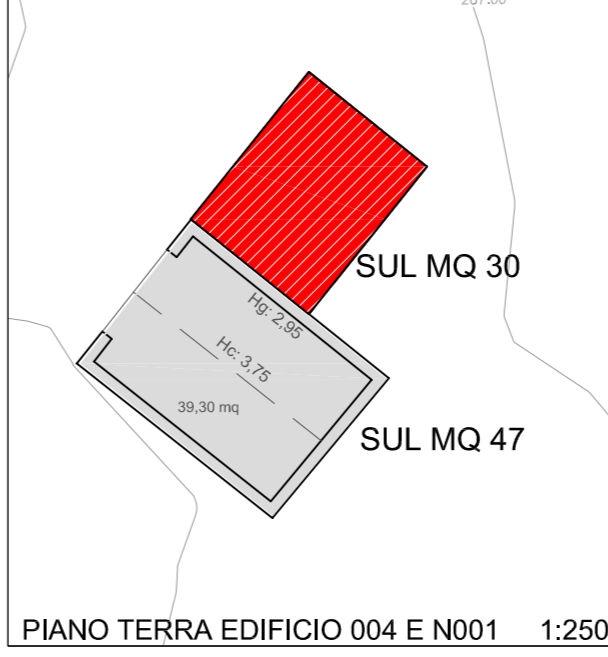 SUL MQ 30
Hg: 2,95
Hc: 3,75
39,30 mq
SUL MQ 47
PIANO TERRA EDIFICIO 004 E N001 1:250